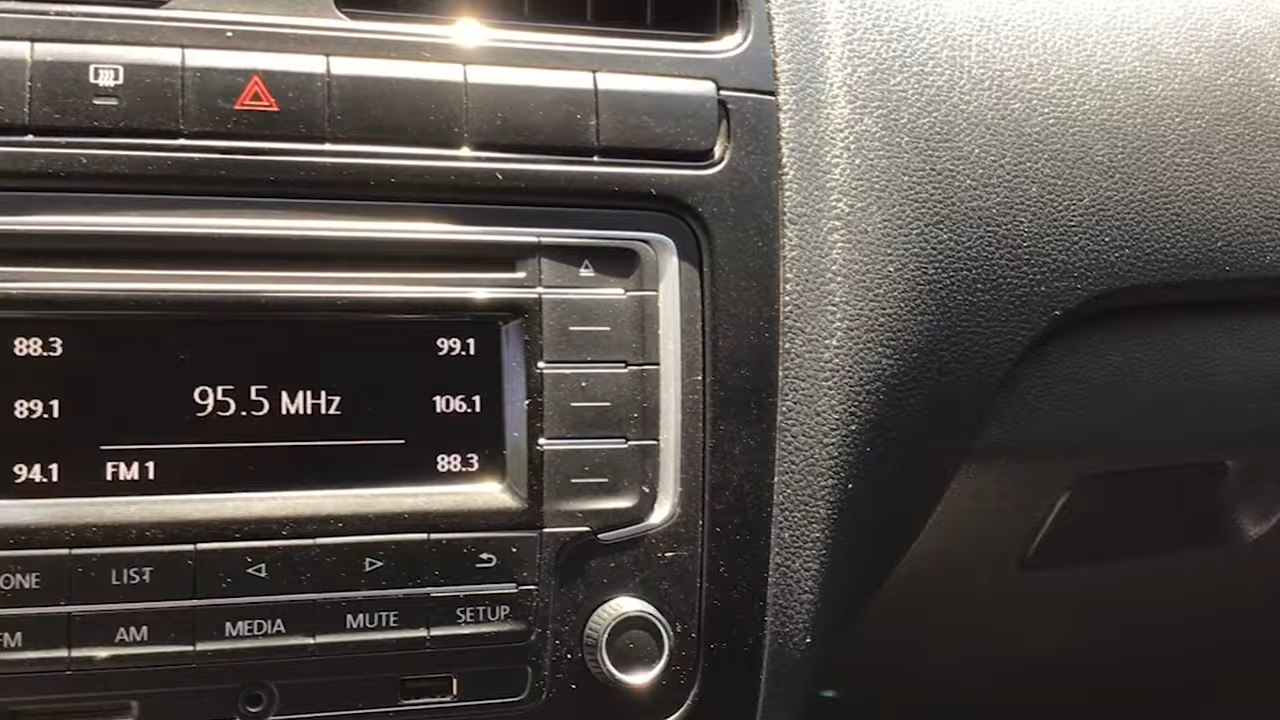 88.3 99.1
95.5 MHz
89.1 106.1
94.1 FM 1 88.3
ONE LIST
FM AM MEDIA MUTE SETUP